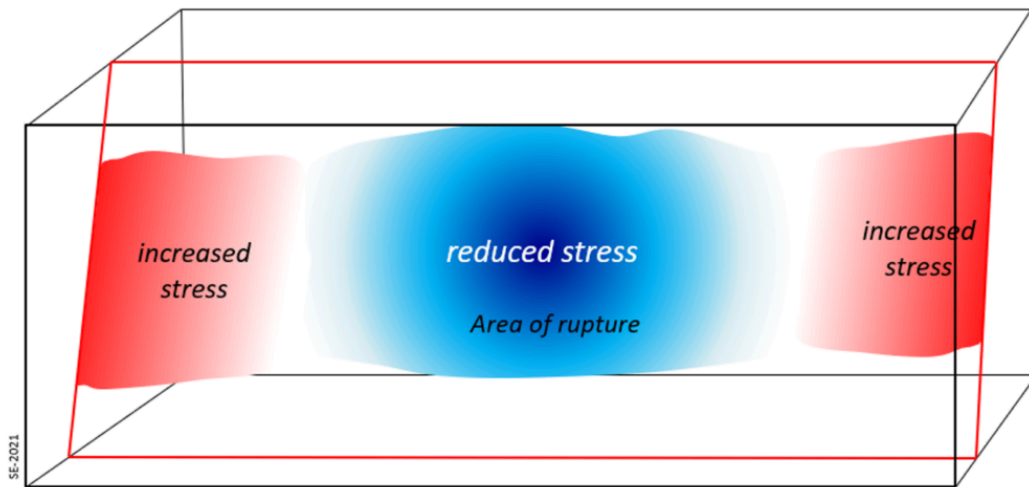 increased
stress
reduced stress
Area of rupture
increased
stress
SE-2021